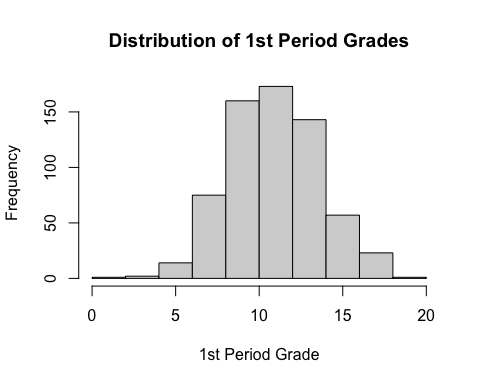 Distribution of 1st Period Grades
Frequency
150
100
50
0
0 5 10 15 20
1st Period Grade